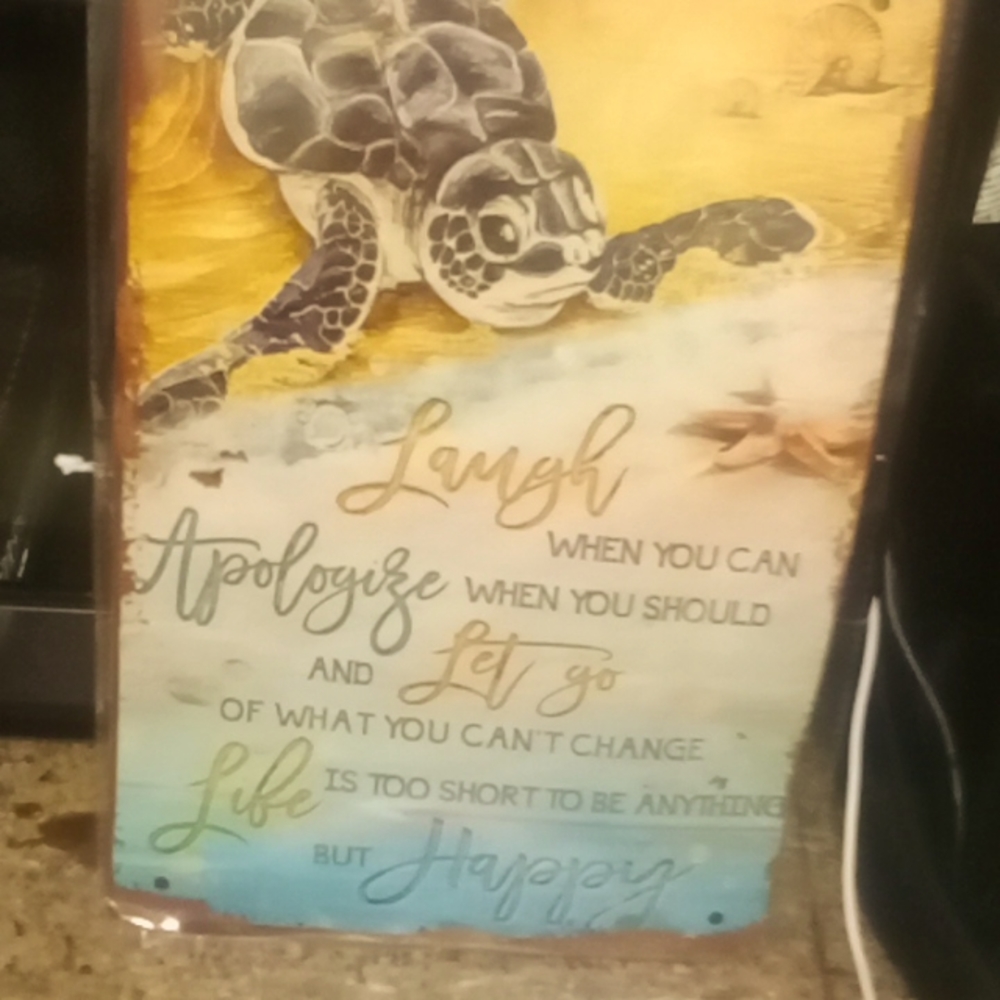 Laugh
WHEN YOU CAN
Apologize WHEN YOU SHOULD
AND Let go
OF WHAT YOU CAN'T CHANGE
Life IS TOO SHORT TO BE ANYTHING
BUT Happy